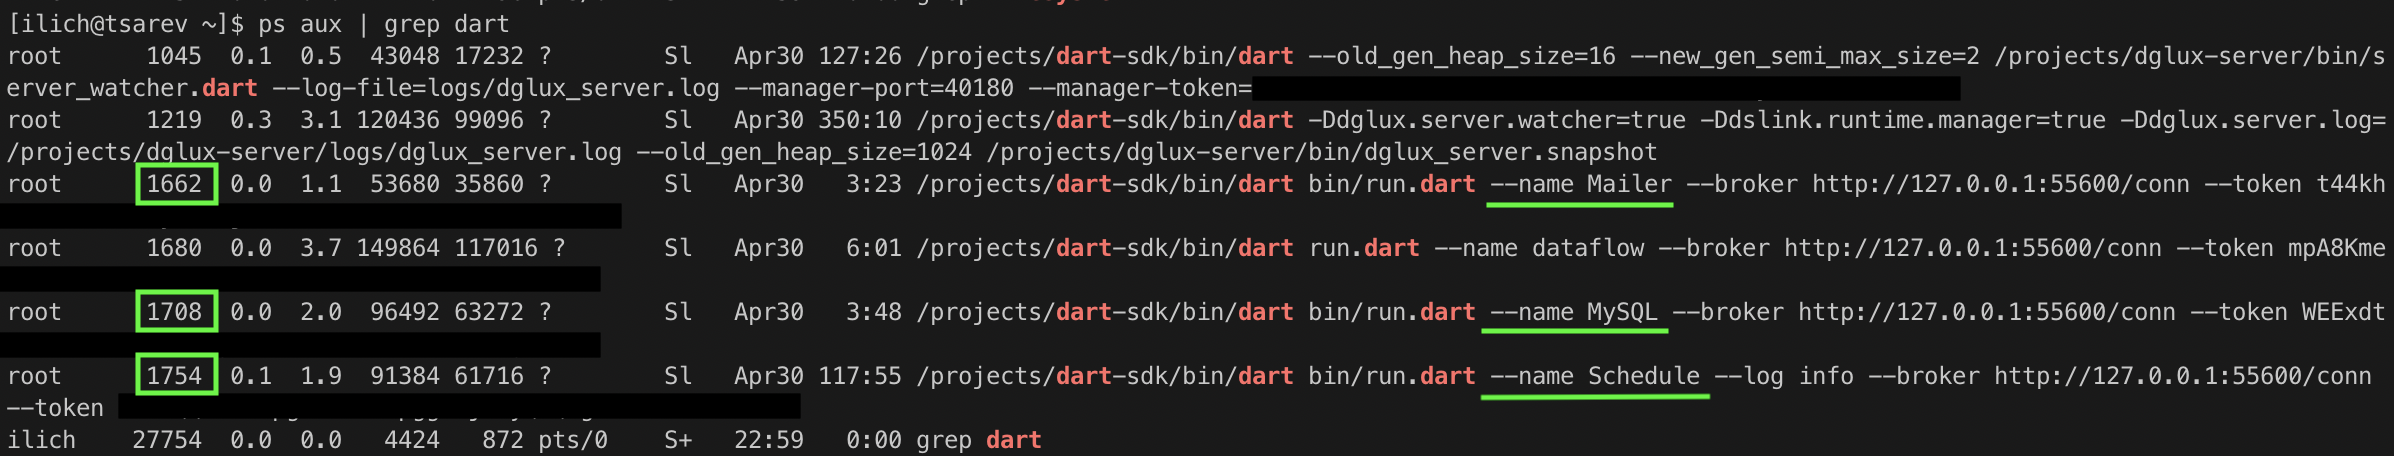 [ilich@tsarev ~]$ ps aux | grep dart
root 1045 0.1 0.5 43048 17232 ? Sl Apr30 127:26 /projects/dart-sdk/bin/dart --old_gen_heap_size=16 --new_gen_semi_max_size=2 /projects/dglux-server/bin/s
erver_watcher.dart --log-file=logs/dglux_server.log --manager-port=40180 --manager-token=
root 1219 0.3 3.1 120436 99096 ? Sl Apr30 350:10 /projects/dart-sdk/bin/dart -Ddglux.server.watcher=true -Ddslink.runtime.manager=true -Ddglux.server.log=
/projects/dglux-server/logs/dglux_server.log --old_gen_heap_size=1024 /projects/dglux-server/bin/dglux_server.snapshot
root 1662 0.0 1.1 53680 35860 ? Sl Apr30 3:23 /projects/dart-sdk/bin/dart bin/run.dart --name Mailer --broker http://127.0.0.1:55600/conn --token t44kh
root 1680 0.0 3.7 149864 117016 ? Sl Apr30 6:01 /projects/dart-sdk/bin/dart run.dart --name dataflow --broker http://127.0.0.1:55600/conn --token mpA8Kme
root 1708 0.0 2.0 96492 63272 ? Sl Apr30 3:48 /projects/dart-sdk/bin/dart bin/run.dart --name MySQL --broker http://127.0.0.1:55600/conn --token WEExdt
root 1754 0.1 1.9 91384 61716 ? Sl Apr30 117:55 /projects/dart-sdk/bin/dart bin/run.dart --name Schedule --log info --broker http://127.0.0.1:55600/conn
--token
ilich 27754 0.0 0.0 4424 872 pts/0 S+ 22:59 0:00 grep dart